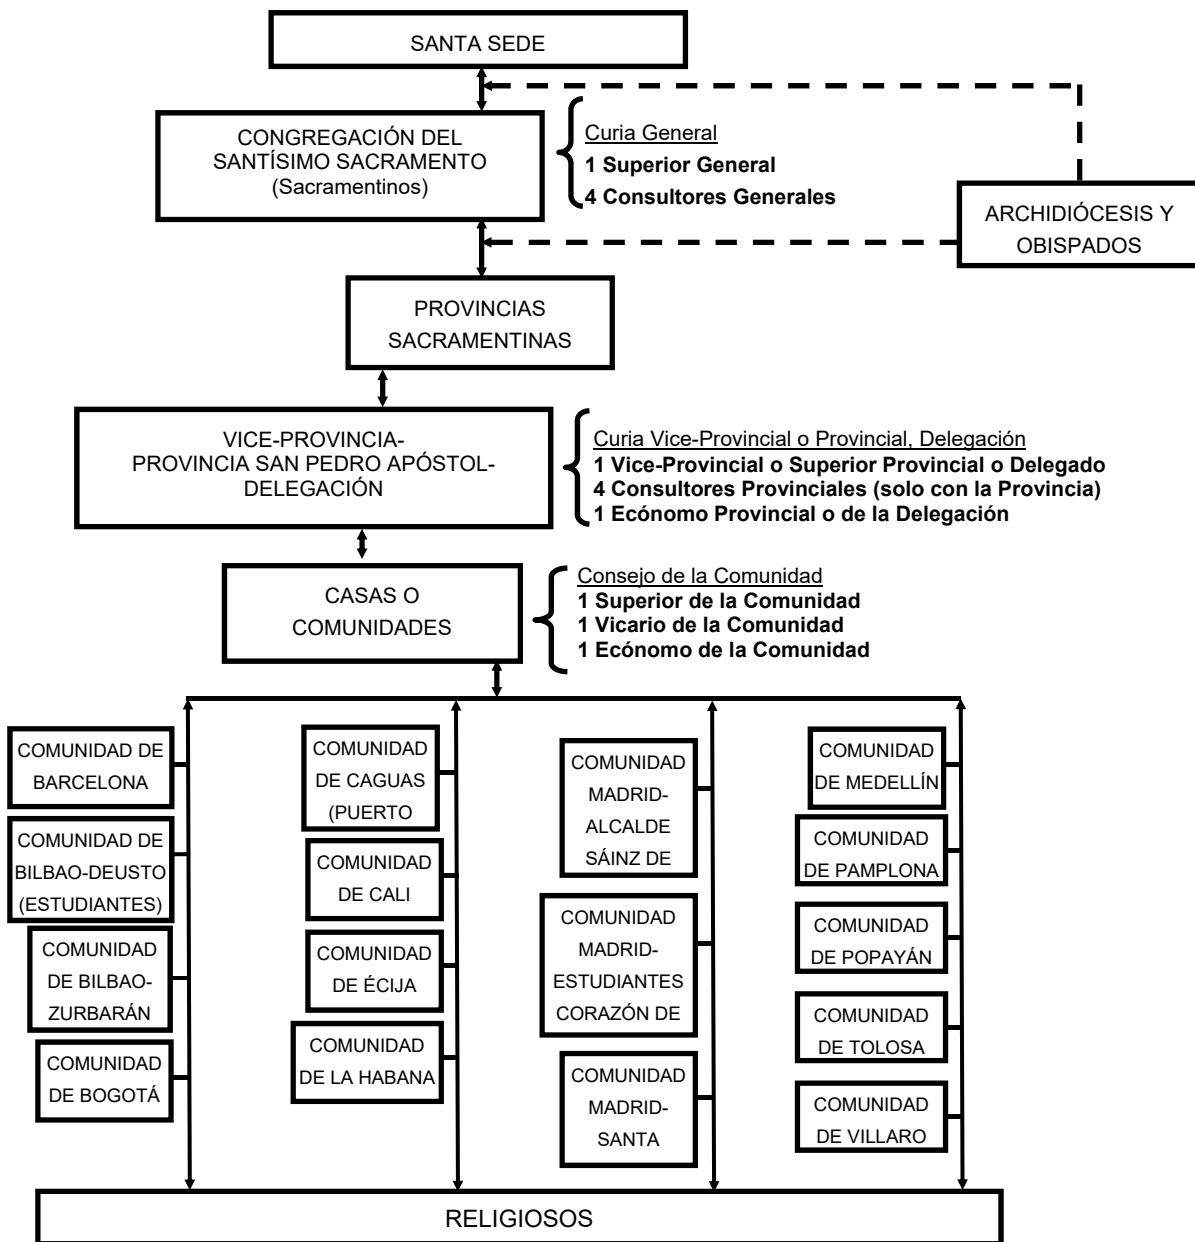 SANTA SEDE
CONGREGACIÓN DEL
SANTÍSIMO SACRAMENTO
(Sacramentinos)
Curia General
1 Superior General
4 Consultores Generales
ARCHIDIÓCESIS Y
OBISPADOS
PROVINCIAS
SACRAMENTINAS
VICE-PROVINCIA-
PROVINCIA SAN PEDRO APÓSTOL-
DELEGACIÓN
Curia Vice-Provincial o Provincial, Delegación
1 Vice-Provincial o Superior Provincial o Delegado
4 Consultores Provinciales (solo con la Provincia)
1 Ecónomo Provincial o de la Delegación
CASAS O
COMUNIDADES
Consejo de la Comunidad
1 Superior de la Comunidad
1 Vicario de la Comunidad
1 Ecónomo de la Comunidad
COMUNIDAD DE
BARCELONA
COMUNIDAD DE
BILBAO-DEUSTO
(ESTUDIANTES)
COMUNIDAD
DE BILBAO-
ZURBARÁN
COMUNIDAD
DE BOGOTÁ
COMUNIDAD
DE CAGUAS
(PUERTO
COMUNIDAD
DE CALI
COMUNIDAD
DE ÉCIJA
COMUNIDAD
DE LA HABANA
COMUNIDAD
MADRID-
ALCALDE
SÁINZ DE
COMUNIDAD
MADRID-
ESTUDIANTES
CORAZÓN DE
COMUNIDAD
MADRID-
SANTA
COMUNIDAD
DE MEDELLÍN
COMUNIDAD
DE PAMPLONA
COMUNIDAD
DE POPAYÁN
COMUNIDAD
DE TOLOSA
COMUNIDAD
DE VILLARO
RELIGIOSOS